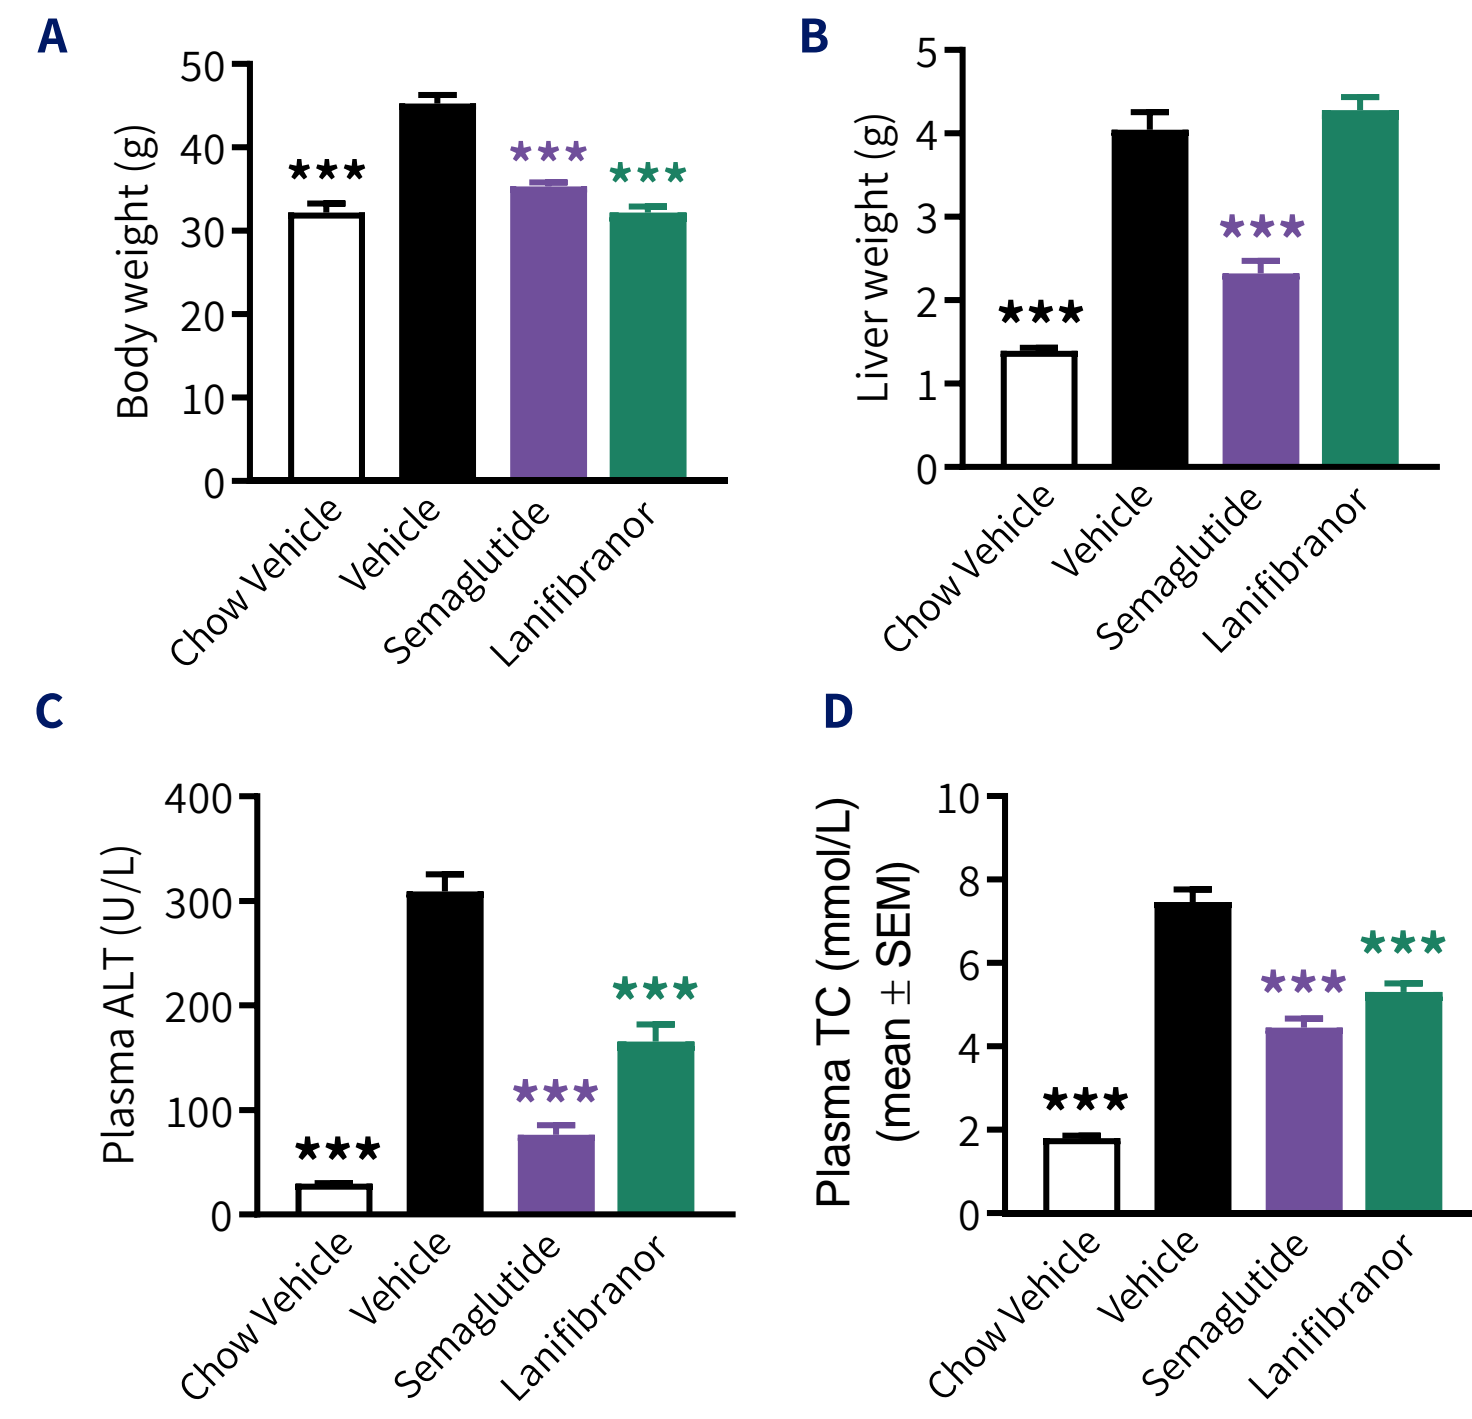 A
50
40
30
20
10
0
Body weight (g)
***
***
***
Chow Vehicle
Vehicle
Semaglutide
Lanifibranor
B
5
4
3
2
1
0
Liver weight (g)
***
***
Chow Vehicle
Vehicle
Semaglutide
Lanifibranor
C
400
300
200
100
0
Plasma ALT (U/L)
***
***
***
Chow Vehicle
Vehicle
Semaglutide
Lanifibranor
D
10
8
6
4
2
0
Plasma TC (mmol/L)
(mean ± SEM)
***
***
***
Chow Vehicle
Vehicle
Semaglutide
Lanifibranor